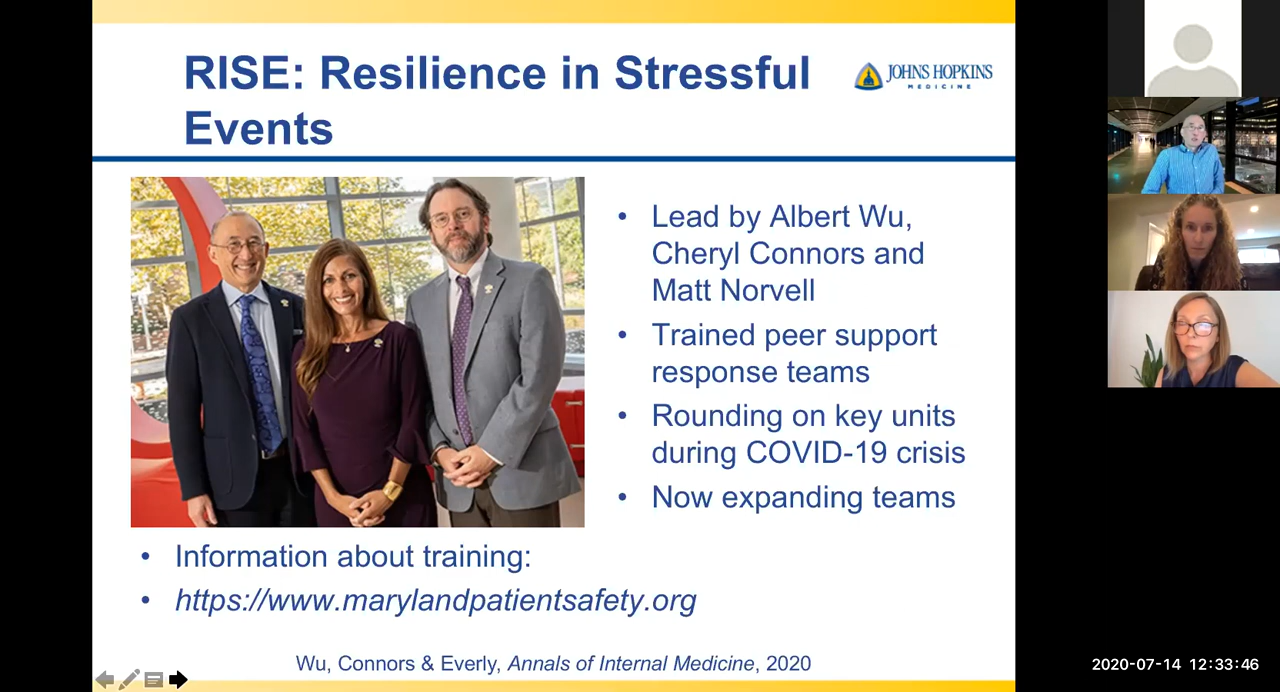 RISE: Resilience in Stressful
Events
JOHNS HOPKINS
MEDICINE
• Lead by Albert Wu,
Cheryl Connors and
Matt Norvell
• Trained peer support
response teams
• Rounding on key units
during COVID-19 crisis
• Now expanding teams
• Information about training:
• https://www.marylandpatientsafety.org
Wu, Connors & Everly, Annals of Internal Medicine, 2020
2020-07-14 12:33:46